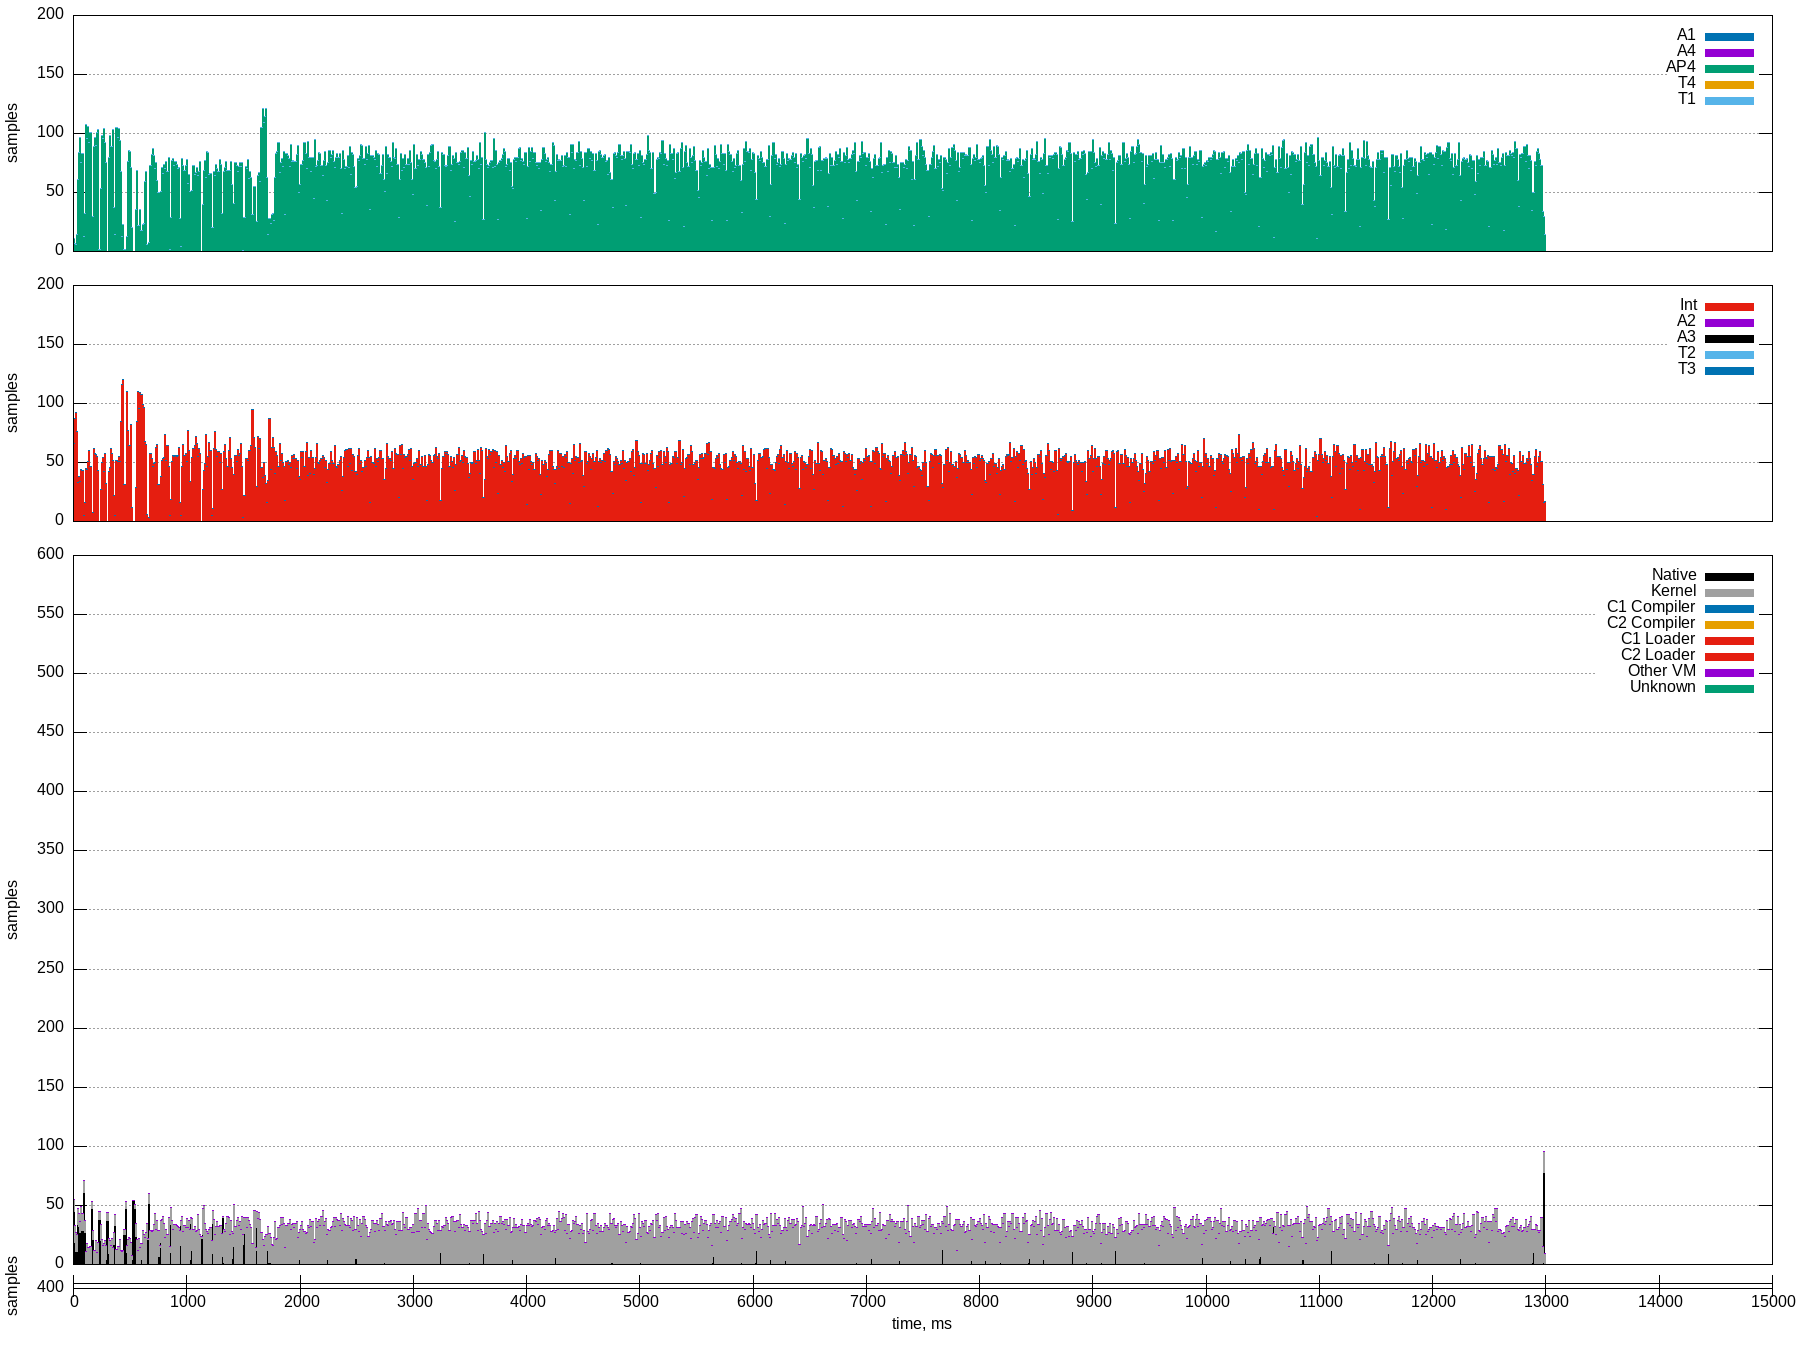 200
150
100
50
0
samples
A1
A4
AP4
T4
T1
200
150
100
50
0
samples
Int
A2
A3
T2
T3
600
550
500
450
400
350
300
250
200
150
100
50
0
samples
Native
Kernel
C1 Compiler
C2 Compiler
C1 Loader
C2 Loader
Other VM
Unknown
400
samples
0 1000 2000 3000 4000 5000 6000 7000 8000 9000 10000 11000 12000 13000 14000 15000
time, ms